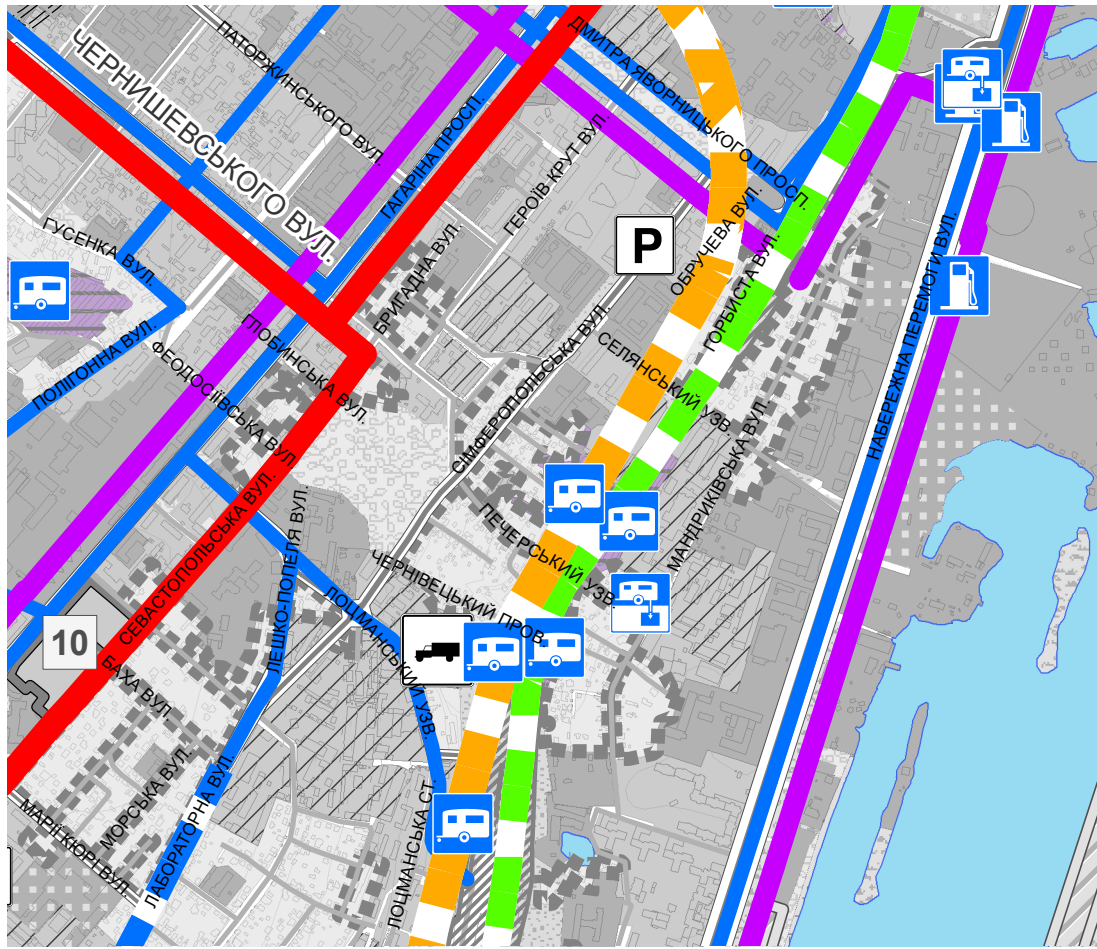 ПАТОРЖИНСЬКОГО ВУЛ.
ДМИТРА ЯВОРНИЦЬКОГО ПРОСП.
ЧЕРНИШЕВСЬКОГО ВУЛ.
ГАГАРІНА ПРОСП.
ГЕРОЇВ КРУТ ВУЛ.
ГУСЕНКА ВУЛ.
P
ОБРУЧЕВА ВУЛ.
БРИГАДНА ВУЛ.
ГОРБИСТА ВУЛ.
НАБЕРЕЖНА ПЕРЕМОГИ ВУЛ.
ГЛОБИНСЬКА ВУЛ.
ПОЛІГОННА ВУЛ.
ФЕОДОСІЇВСЬКА ВУЛ.
СІМФЕРОПОЛЬСЬКА ВУЛ.
СЕЛЯНСЬКИЙ УЗВ.
МАНДРИКІВСЬКА ВУЛ.
СЕВАСТОПОЛЬСЬКА ВУЛ.
ЛЕШКО-ПОПЕЛЯ ВУЛ.
ПЕЧЕРСЬКИЙ УЗВ.
ЧЕРНІВЕЦЬКИЙ ПРОВ.
ЛОЦМАНСЬКИЙ УЗВ.
10
БАХА ВУЛ.
МОРСЬКА ВУЛ.
ЛАБОРАТОРНА ВУЛ.
МАРІЇ КЮРІ ВУЛ.
ЛОЦМАНСЬКА СТ.